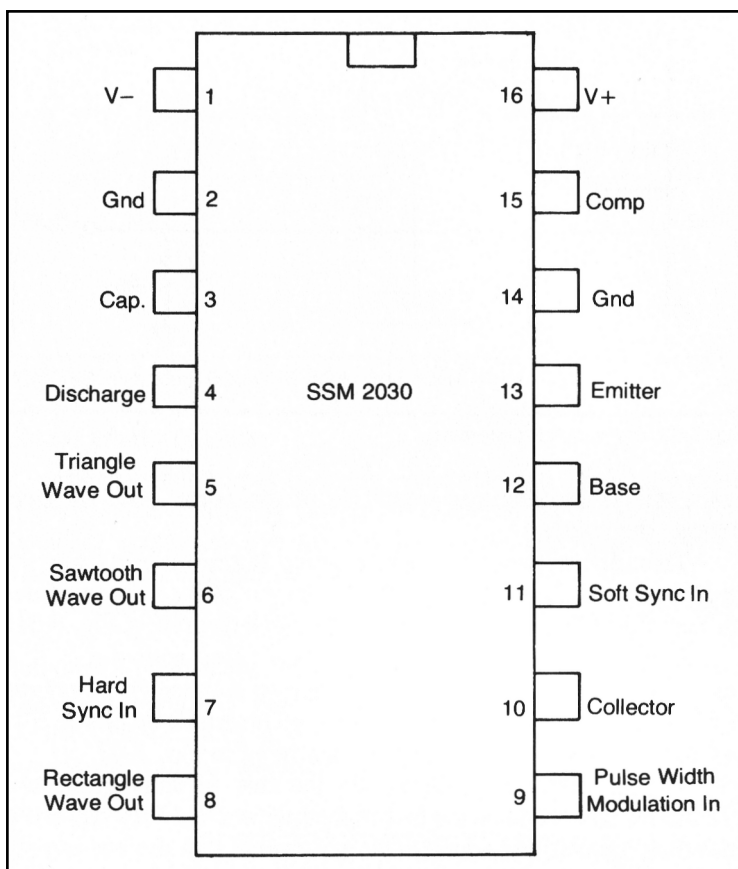 V− 1 16 V+
Gnd 2 15 Comp
Cap. 3 14 Gnd
Discharge 4 SSM 2030 13 Emitter
Triangle
Wave Out 5 12 Base
Sawtooth
Wave Out 6 11 Soft Sync In
Hard
Sync In 7 10 Collector
Rectangle
Wave Out 8 9 Pulse Width
Modulation In